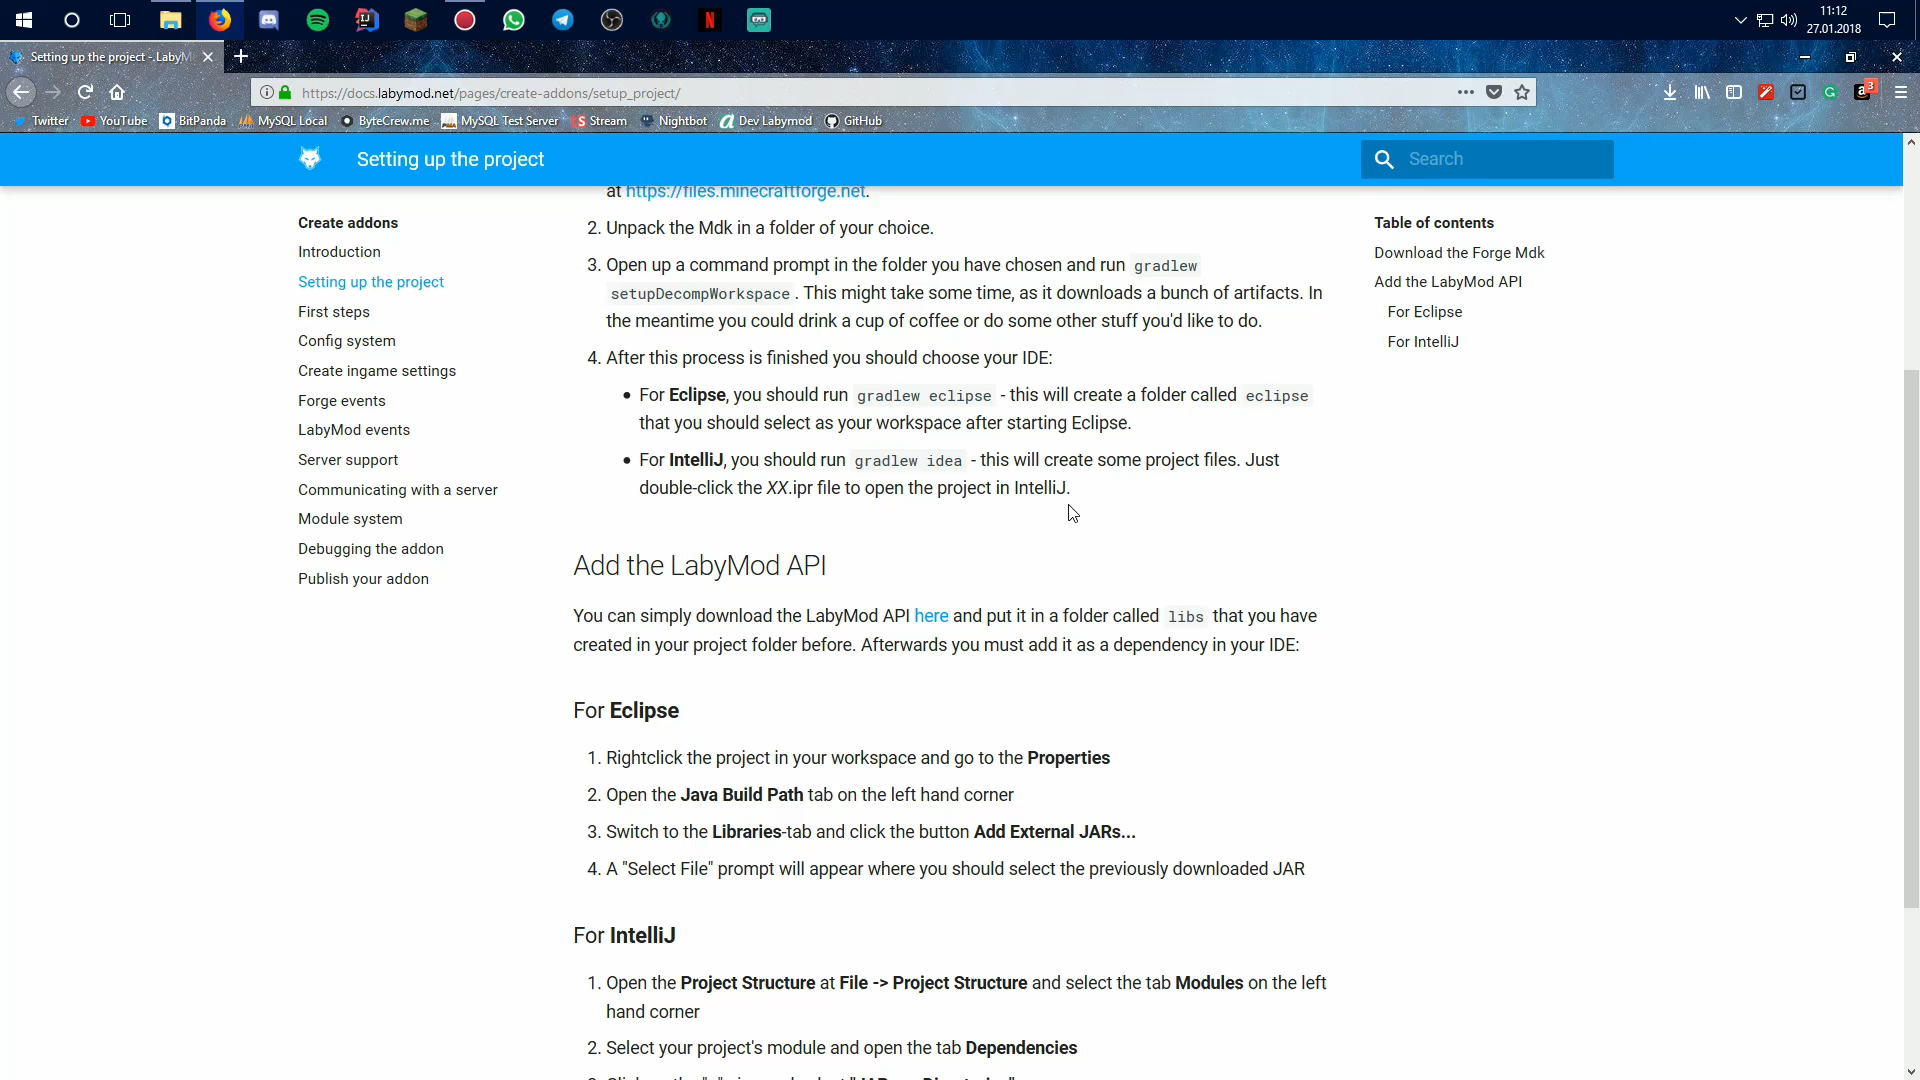 11:12
27.01.2018
Setting up the project - LabyM
https://docs.labymod.net/pages/create-addons/setup_project/
3
Twitter YouTube BitPanda MySQL Local ByteCrew.me MySQL Test Server Stream Nightbot Dev Labymod GitHub
Setting up the project
Search
Create addons
Introduction
Setting up the project
First steps
Config system
Create ingame settings
Forge events
LabyMod events
Server support
Communicating with a server
Module system
Debugging the addon
Publish your addon
at https://files.minecraftforge.net.
2. Unpack the Mdk in a folder of your choice.
3. Open up a command prompt in the folder you have chosen and run gradlew
setupDecompWorkspace. This might take some time, as it downloads a bunch of artifacts. In
the meantime you could drink a cup of coffee or do some other stuff you'd like to do.
4. After this process is finished you should choose your IDE:
• For Eclipse, you should run gradlew eclipse - this will create a folder called eclipse
that you should select as your workspace after starting Eclipse.
• For IntelliJ, you should run gradlew idea - this will create some project files. Just
double-click the XX.ipr file to open the project in IntelliJ.
Add the LabyMod API
You can simply download the LabyMod API here and put it in a folder called libs that you have
created in your project folder before. Afterwards you must add it as a dependency in your IDE:
For Eclipse
1. Rightclick the project in your workspace and go to the Properties
2. Open the Java Build Path tab on the left hand corner
3. Switch to the Libraries-tab and click the button Add External JARs...
4. A "Select File" prompt will appear where you should select the previously downloaded JAR
For IntelliJ
1. Open the Project Structure at File -> Project Structure and select the tab Modules on the left
hand corner
2. Select your project's module and open the tab Dependencies
Table of contents
Download the Forge Mdk
Add the LabyMod API
For Eclipse
For IntelliJ